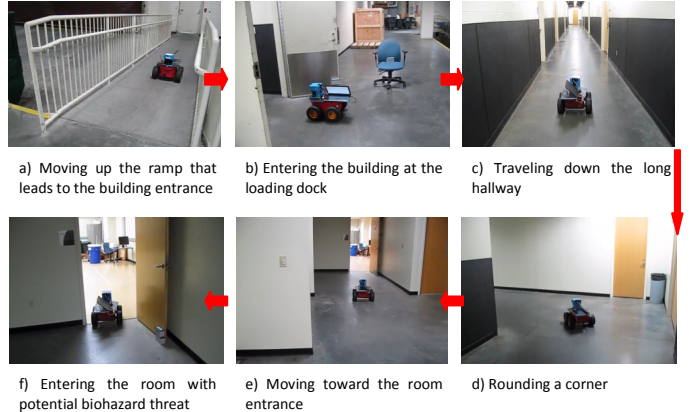 a) Moving up the ramp that
leads to the building entrance
b) Entering the building at the
loading dock
c) Traveling down the long
hallway
f) Entering the room with
potential biohazard threat
e) Moving toward the room
entrance
d) Rounding a corner